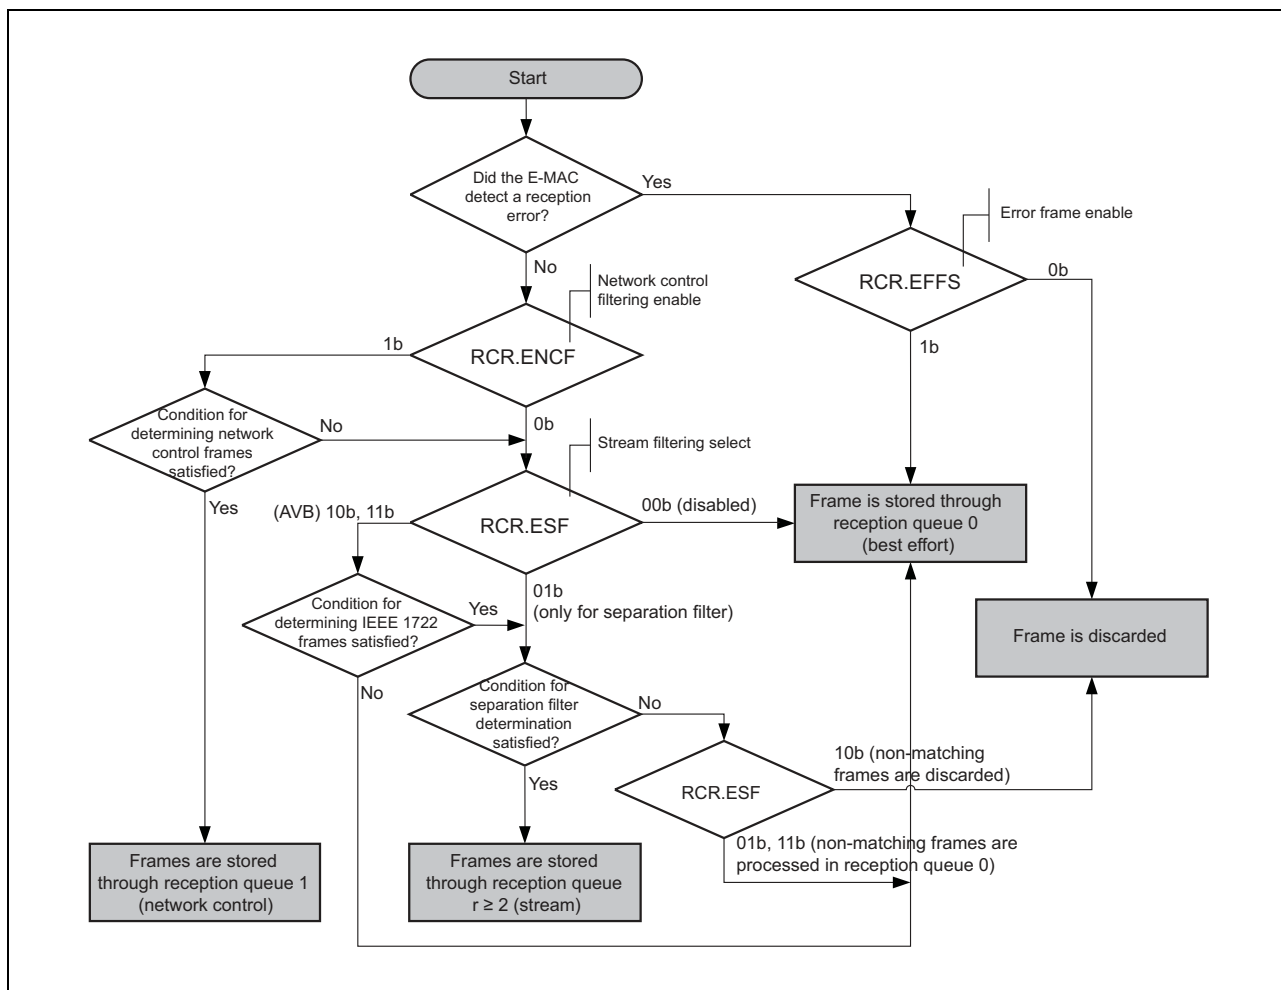 Start
Did the E-MAC
detect a reception
error?
Yes
Error frame enable
No
Network control
filtering enable
RCR.EFFS
0b
1b
RCR.ENCF
1b
Condition for
determining network
control frames
satisfied?
No
0b
Stream filtering select
Yes
(AVB) 10b, 11b
RCR.ESF
00b (disabled)
Frame is stored through
reception queue 0
(best effort)
Condition for
determining IEEE 1722
frames satisfied?
Yes
01b
(only for separation filter)
Frame is discarded
No
Condition for
separation filter
determination
satisfied?
No
Yes
RCR.ESF
10b (non-matching
frames are discarded)
01b, 11b (non-matching frames are
processed in reception queue 0)
Frames are stored
through reception queue 1
(network control)
Frames are stored
through reception queue
r ≥ 2 (stream)